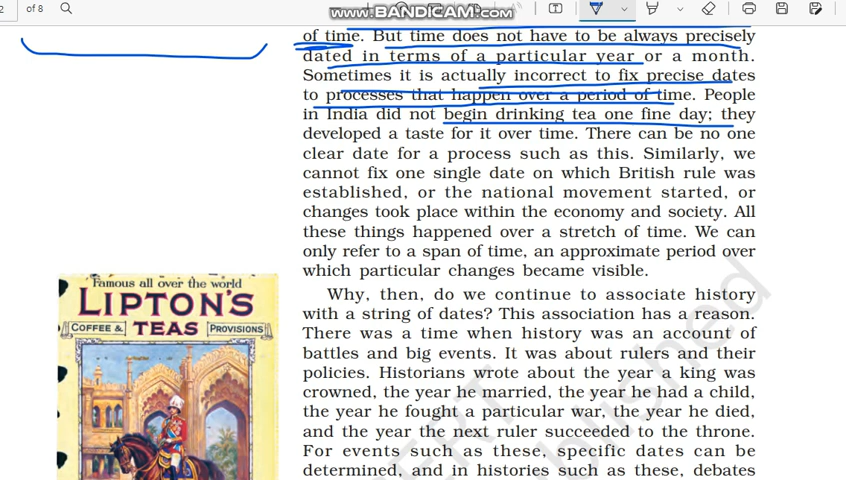 2 of 8
WWW.BANDICAM.COM
of time. But time does not have to be always precisely
dated in terms of a particular year or a month.
Sometimes it is actually incorrect to fix precise dates
to processes that happen over a period of time. People
in India did not begin drinking tea one fine day; they
developed a taste for it over time. There can be no one
clear date for a process such as this. Similarly, we
cannot fix one single date on which British rule was
established, or the national movement started, or
changes took place within the economy and society. All
these things happened over a stretch of time. We can
only refer to a span of time, an approximate period over
which particular changes became visible.
Why, then, do we continue to associate history
with a string of dates? This association has a reason.
There was a time when history was an account of
battles and big events. It was about rulers and their
policies. Historians wrote about the year a king was
crowned, the year he married, the year he had a child,
the year he fought a particular war, the year he died,
and the year the next ruler succeeded to the throne.
For events such as these, specific dates can be
determined, and in histories such as these, debates
Famous all over the world
LIPTON'S
COFFEE & TEAS PROVISIONS